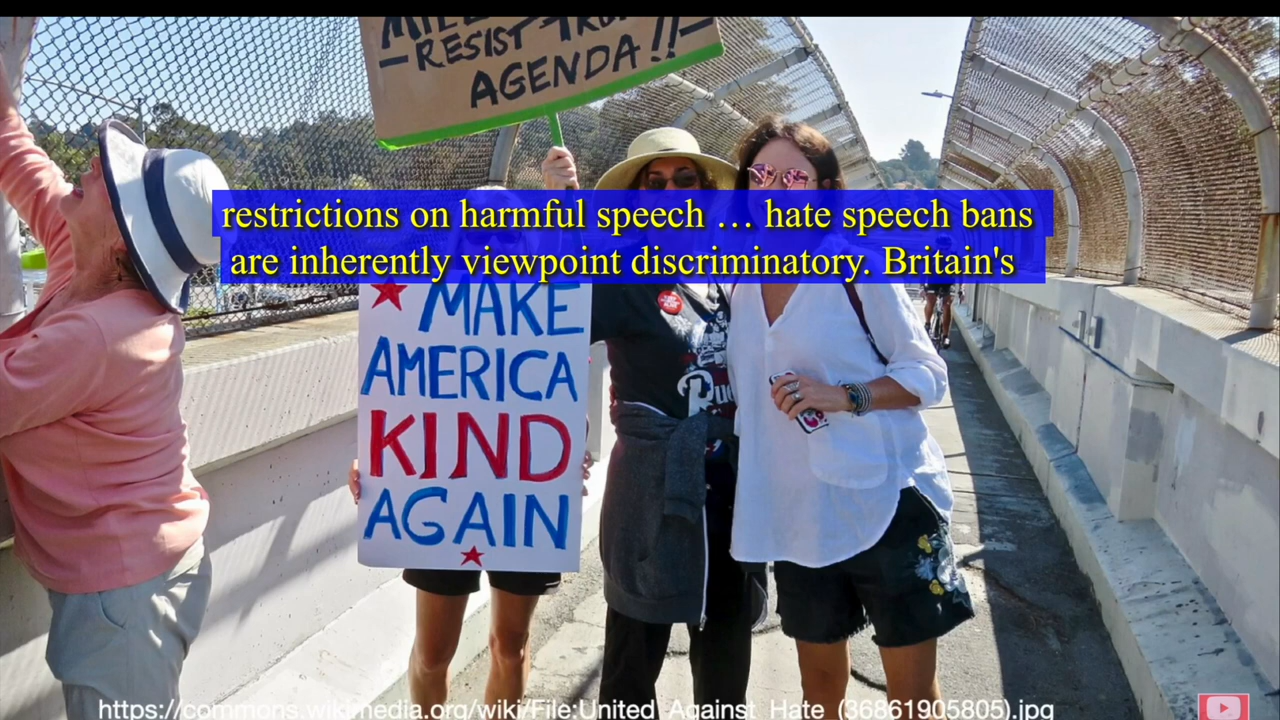 — RESIST
AGENDA!! —
restrictions on harmful speech … hate speech bans
are inherently viewpoint discriminatory. Britain's
MAKE
AMERICA
KIND
AGAIN
https://commons.wikimedia.org/wiki/File:United_Against_Hate_(36861905805).jpg